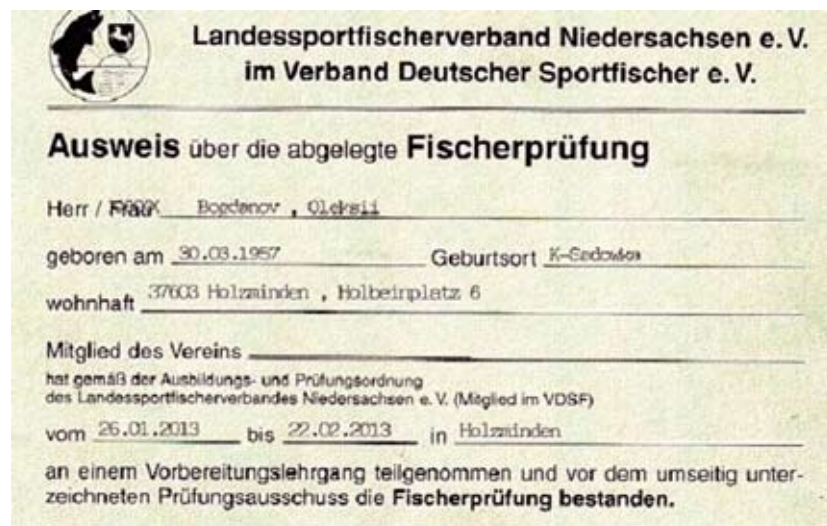 Landessportfischerverband Niedersachsen e. V.
im Verband Deutscher Sportfischer e. V.
Ausweis über die abgelegte Fischerprüfung
Herr / Frau Bogdanov , Oleksii
geboren am 30.03.1957 Geburtsort
wohnhaft 37603 Holzminden , Holbeinplatz 6
Mitglied des Vereins
hat gemäß der Ausbildungs- und Prüfungsordnung
des Landessportfischerverbandes Niedersachsen e. V. (Mitglied im VDSF)
vom 26.01.2013 bis 22.02.2013 in Holzminden
an einem Vorbereitungslehrgang teilgenommen und vor dem umseitig unter-
zeichneten Prüfungsausschuss die Fischerprüfung bestanden.